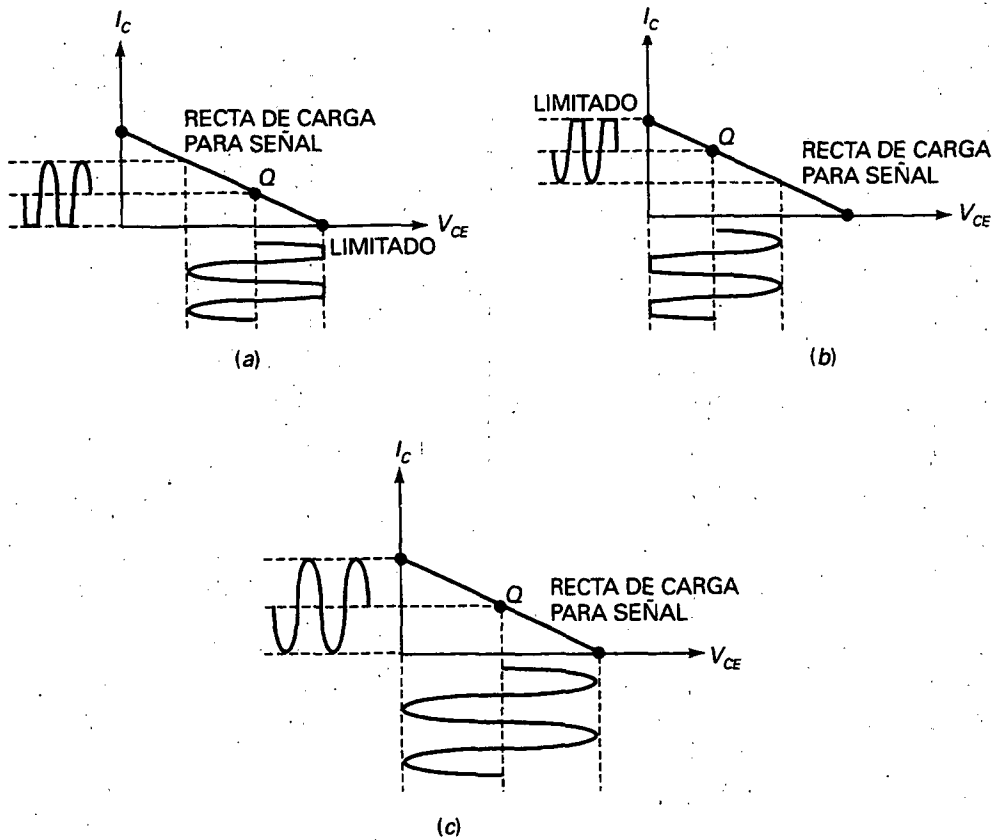 I_C
RECTA DE CARGA
PARA SEÑAL
Q
V_CE
LIMITADO
(a)
I_C
LIMITADO
Q
RECTA DE CARGA
PARA SEÑAL
V_CE
(b)
I_C
Q
RECTA DE CARGA
PARA SEÑAL
V_CE
(c)